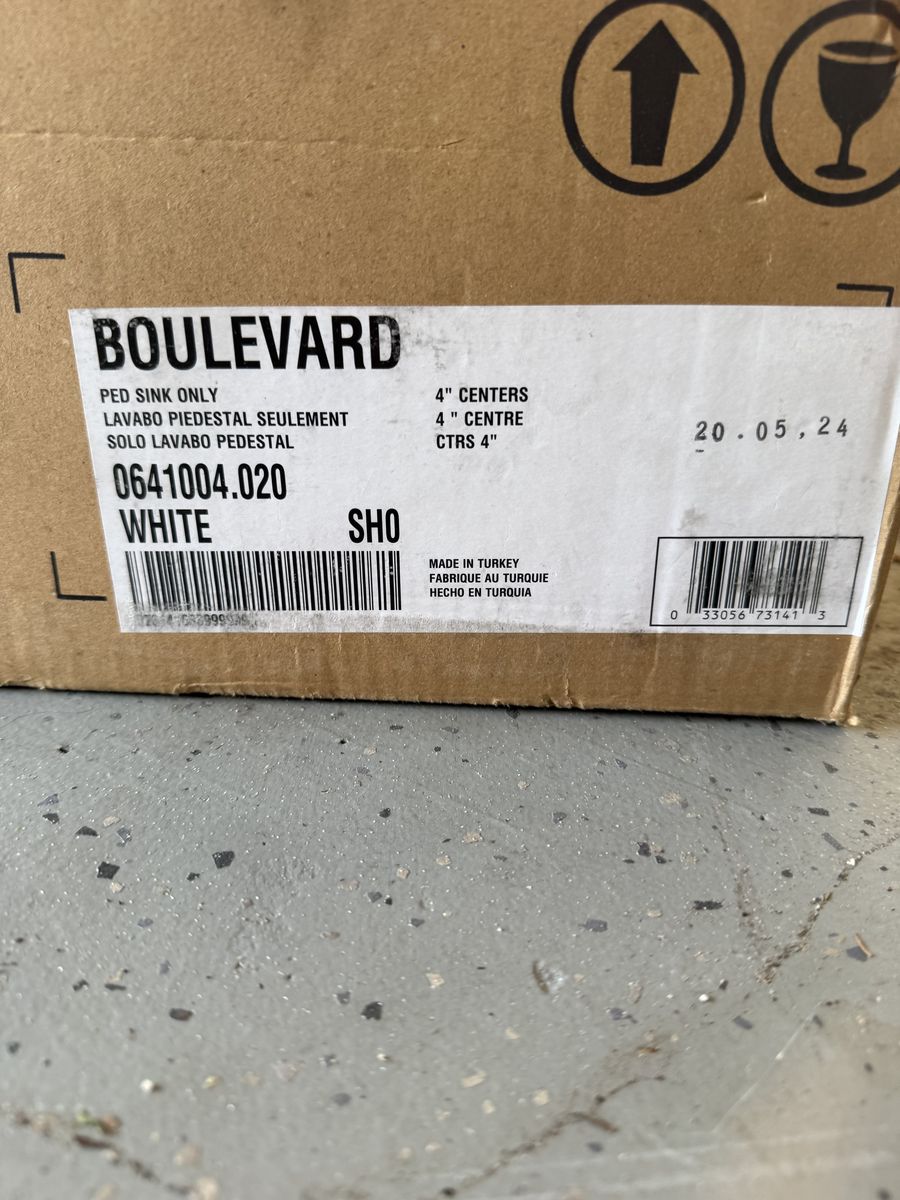 BOULEVARD
PED SINK ONLY 4" CENTERS
LAVABO PIEDESTAL SEULEMENT 4 " CENTRE
SOLO LAVABO PEDESTAL CTRS 4"
20.05,24
0641004.020
WHITE SH0
MADE IN TURKEY
FABRIQUE AU TURQUIE
HECHO EN TURQUIA
0 33056 73141 3